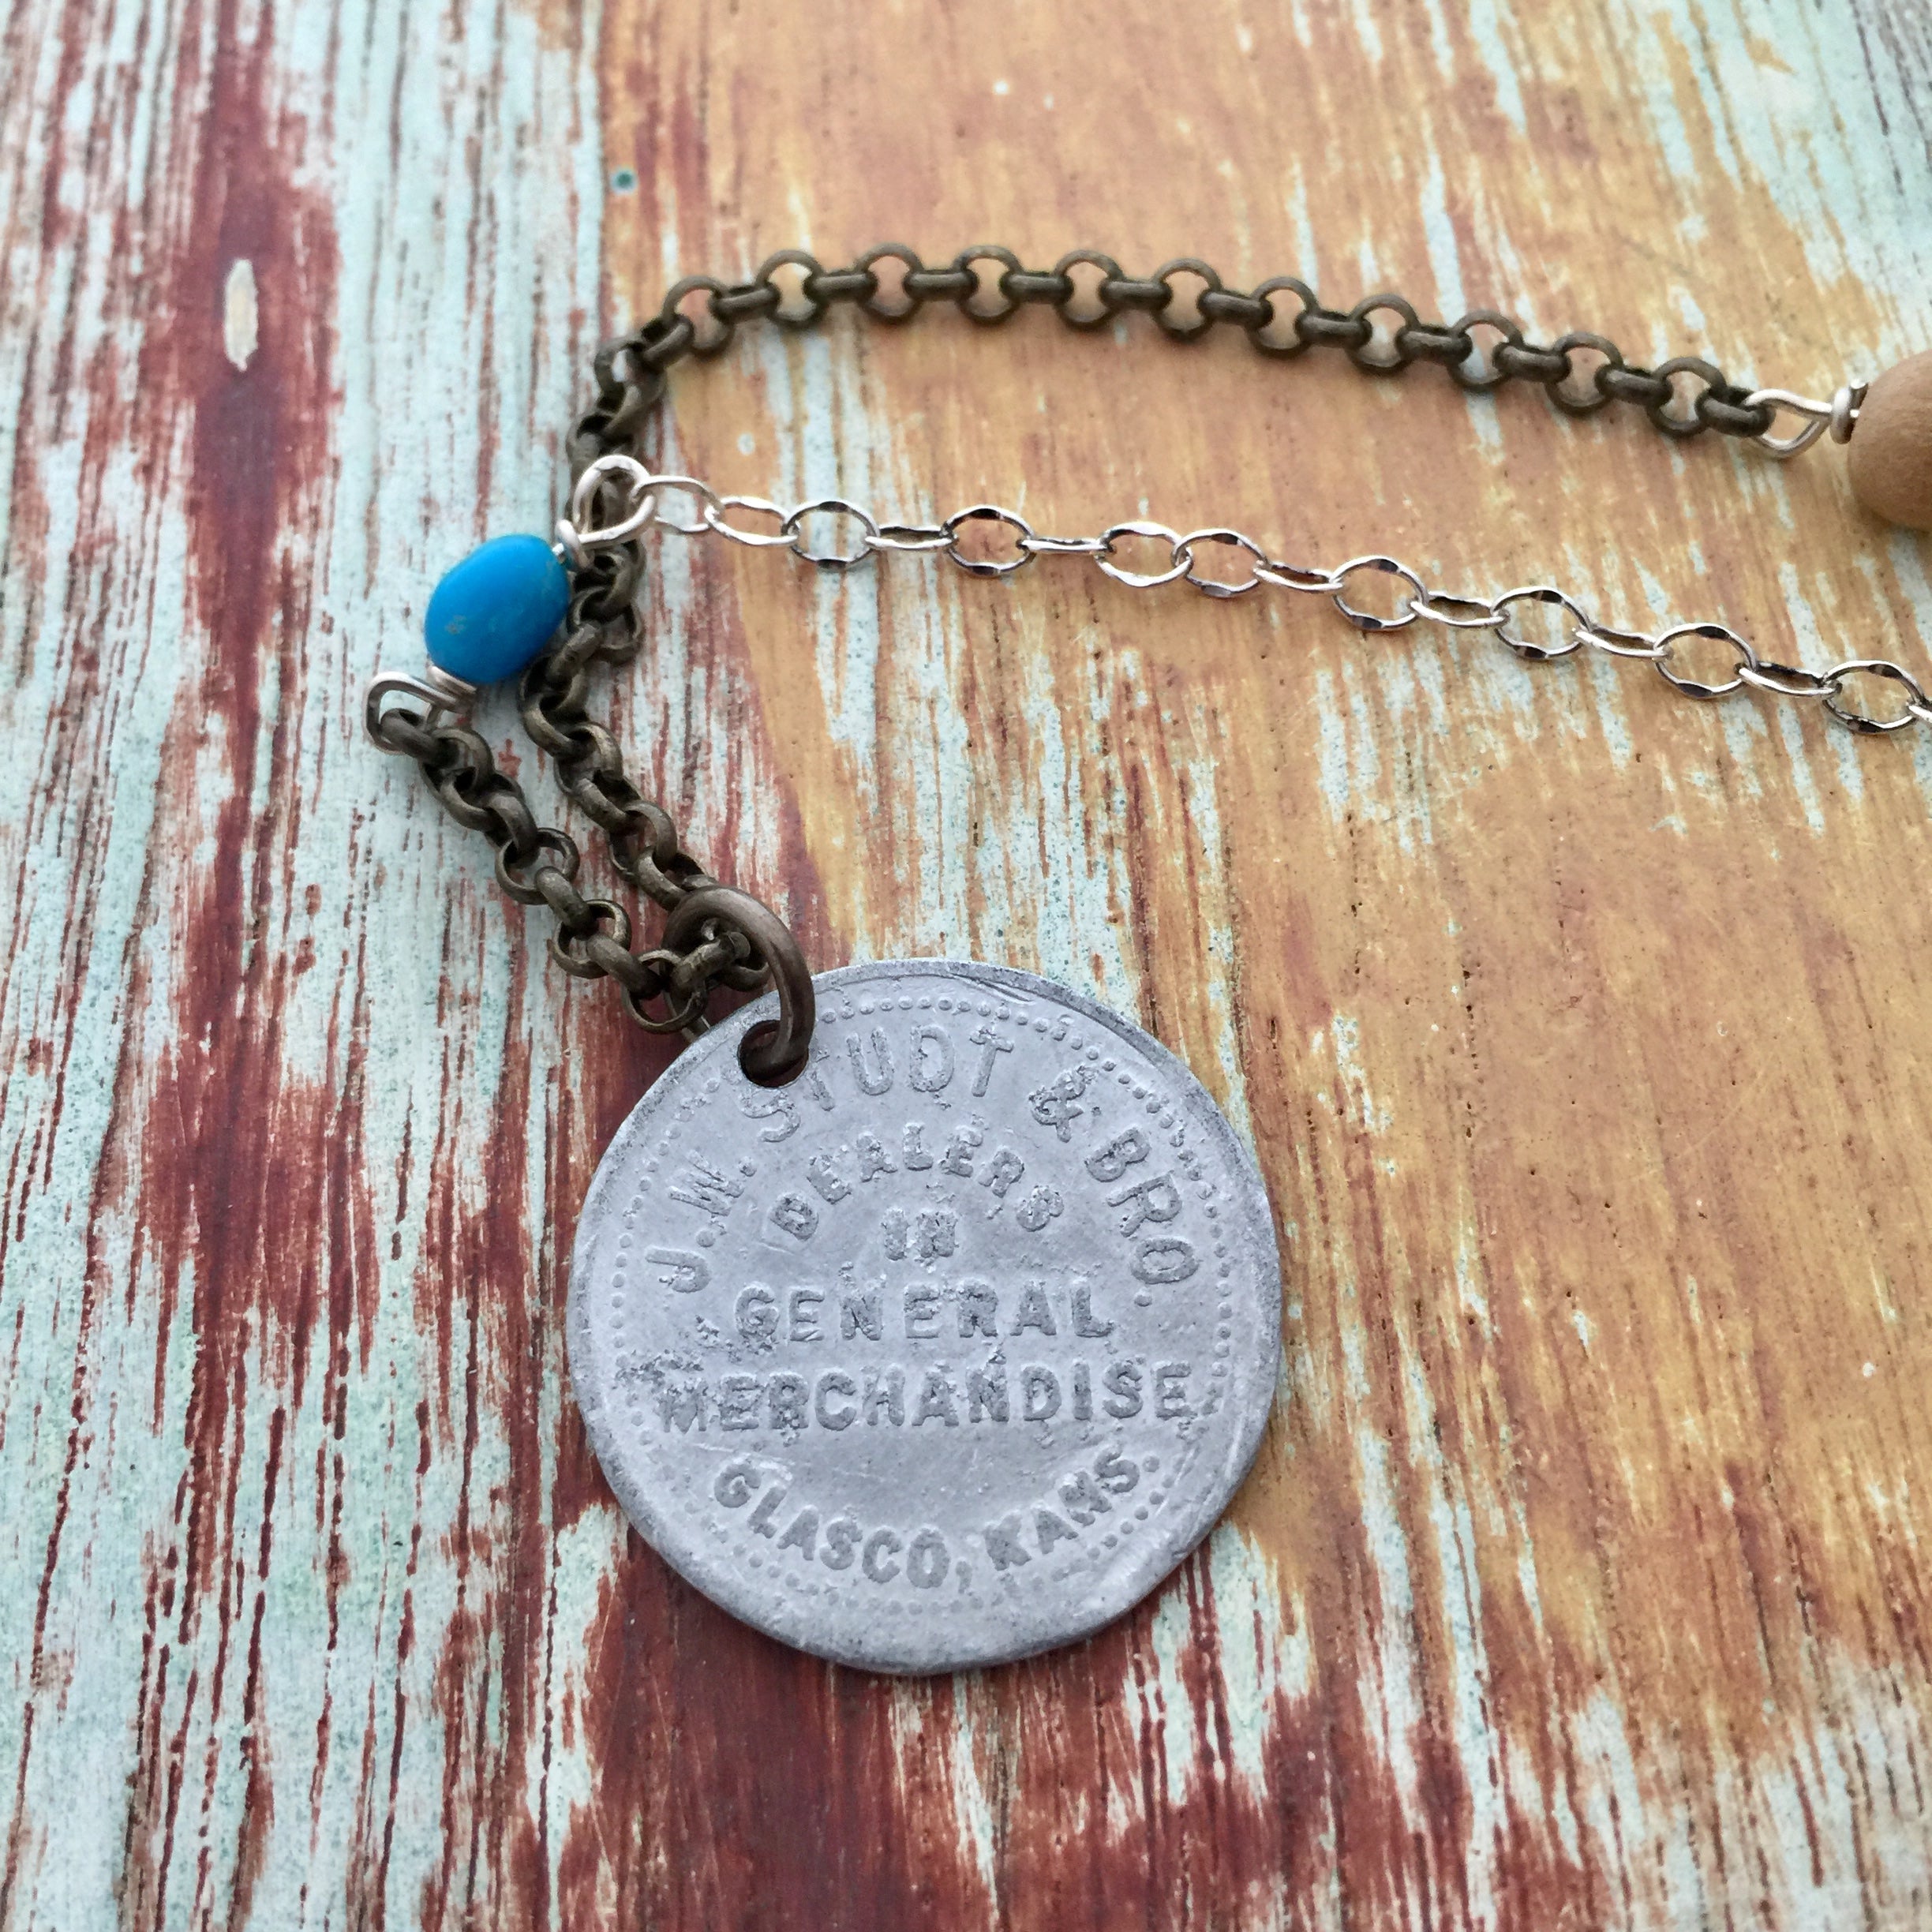 J.W. STUDT & BRO.
DEALERS
IN
GENERAL
MERCHANDISE
GLASCO, KANS.